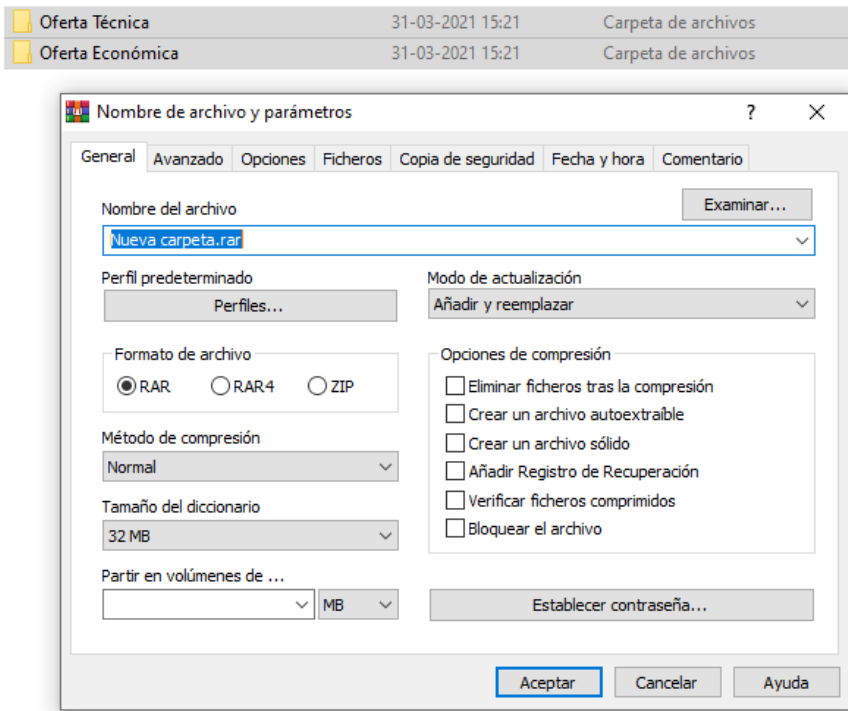 Oferta Técnica 31-03-2021 15:21 Carpeta de archivos
Oferta Económica 31-03-2021 15:21 Carpeta de archivos
Nombre de archivo y parámetros
General Avanzado Opciones Ficheros Copia de seguridad Fecha y hora Comentario
Nombre del archivo
Examinar...
Nueva carpeta.rar
Perfil predeterminado
Perfiles...
Modo de actualización
Añadir y reemplazar
Formato de archivo
RAR RAR4 ZIP
Método de compresión
Normal
Tamaño del diccionario
32 MB
Partir en volúmenes de ...
MB
Opciones de compresión
Eliminar ficheros tras la compresión
Crear un archivo autoextraíble
Crear un archivo sólido
Añadir Registro de Recuperación
Verificar ficheros comprimidos
Bloquear el archivo
Establecer contraseña...
Aceptar Cancelar Ayuda